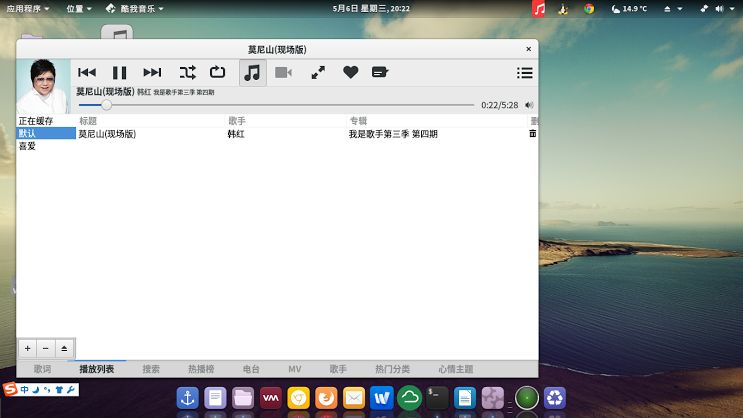 应用程序 位置 酷我音乐 5月6日 星期三, 20:22 14.9 °C
莫尼山(现场版)
莫尼山(现场版) 韩红 我是歌手第三季 第四期
0:22/5:28
正在缓存 标题 歌手 专辑 删
默认 莫尼山(现场版) 韩红 我是歌手第三季 第四期
喜爱
歌词 播放列表 搜索 热播榜 电台 MV 歌手 热门分类 心情主题
S 中
VM W